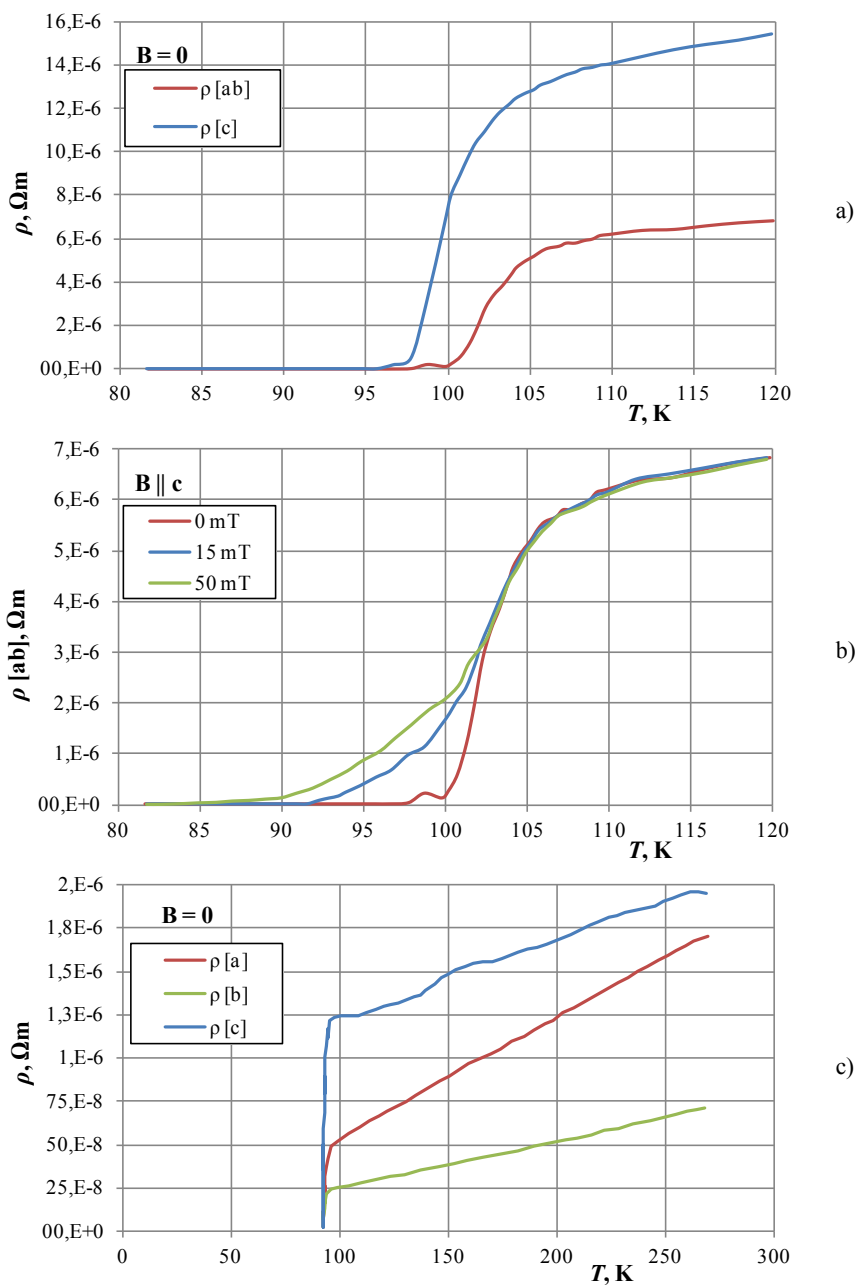 16,E-6
14,E-6
12,E-6
10,E-6
8,E-6
6,E-6
4,E-6
2,E-6
00,E+0
ρ, Ωm
B = 0
ρ [ab]
ρ [c]
80 85 90 95 100 105 110 115 120
T, K
a)
7,E-6
6,E-6
5,E-6
4,E-6
3,E-6
2,E-6
1,E-6
00,E+0
ρ [ab], Ωm
B || c
0 mT
15 mT
50 mT
80 85 90 95 100 105 110 115 120
T, K
b)
2,E-6
1,8E-6
1,5E-6
1,3E-6
1,E-6
75,E-8
50,E-8
25,E-8
00,E+0
ρ, Ωm
B = 0
ρ [a]
ρ [b]
ρ [c]
0 50 100 150 200 250 300
T, K
c)